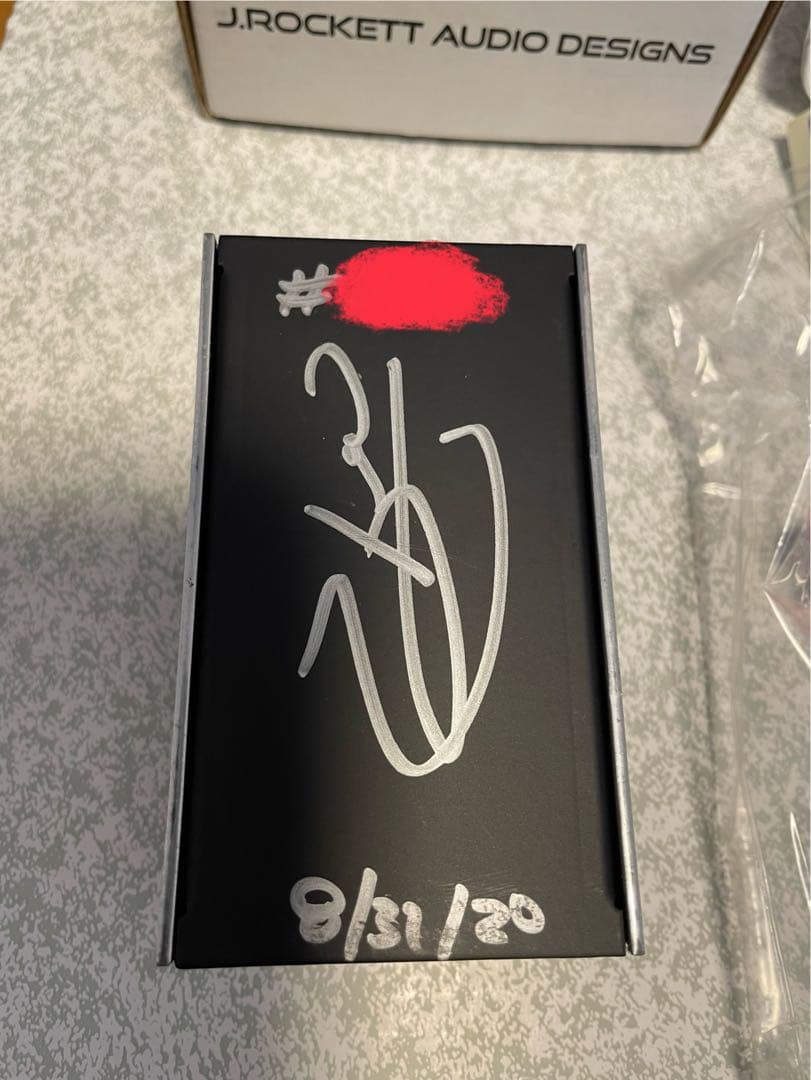 J.ROCKETT AUDIO DESIGNS
#
8/31/20